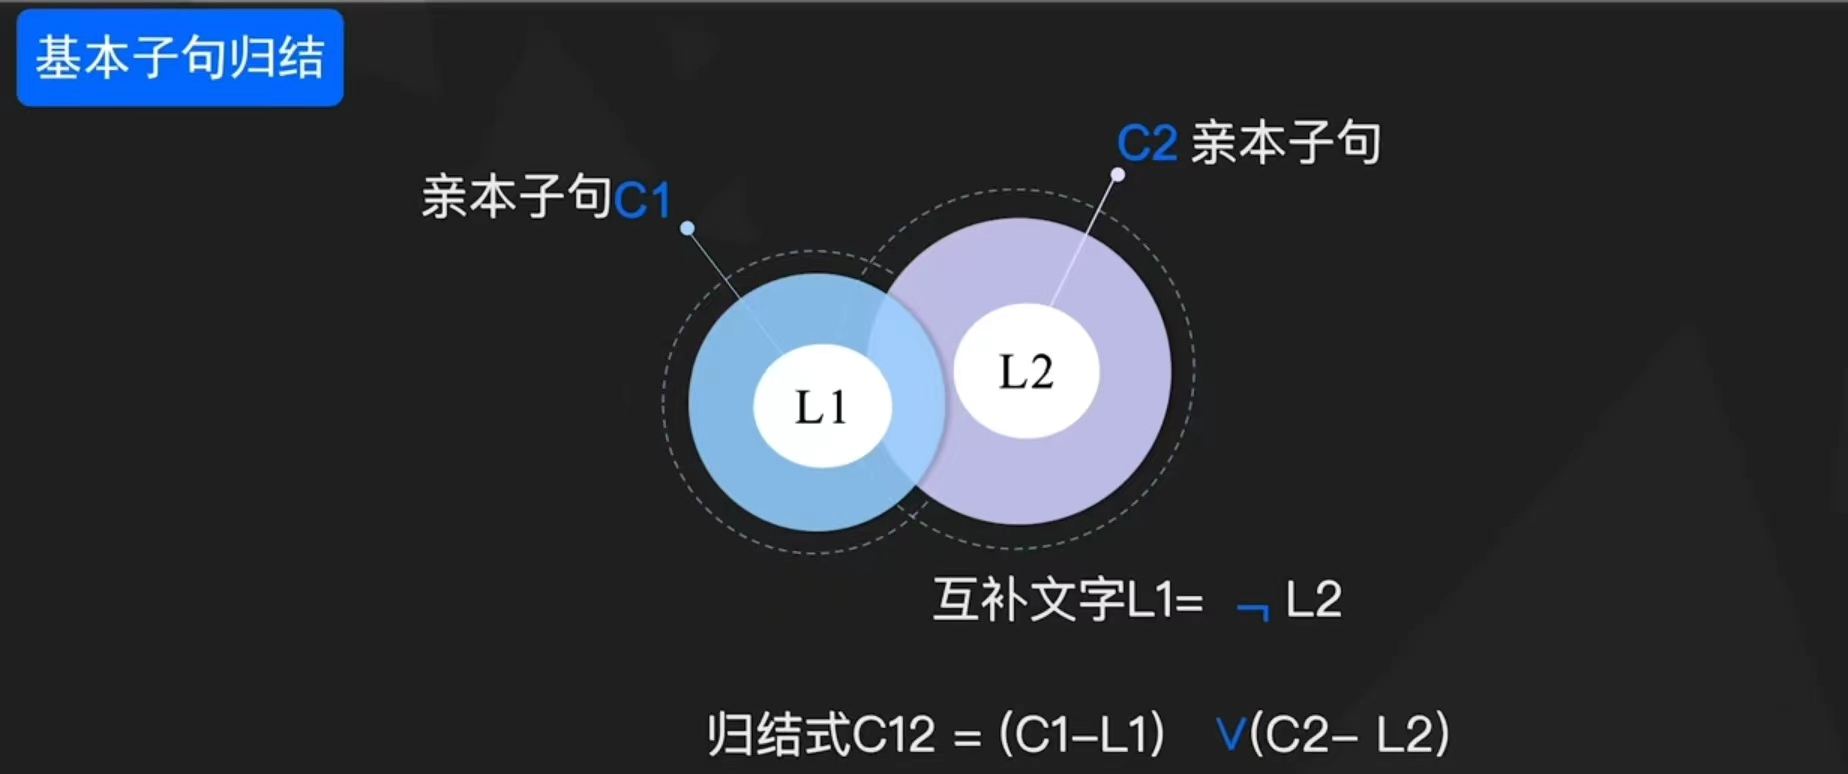 基本子句归结
C2 亲本子句
亲本子句C1
L1
L2
互补文字L1= ¬ L2
归结式C12 = (C1-L1) ∨(C2- L2)